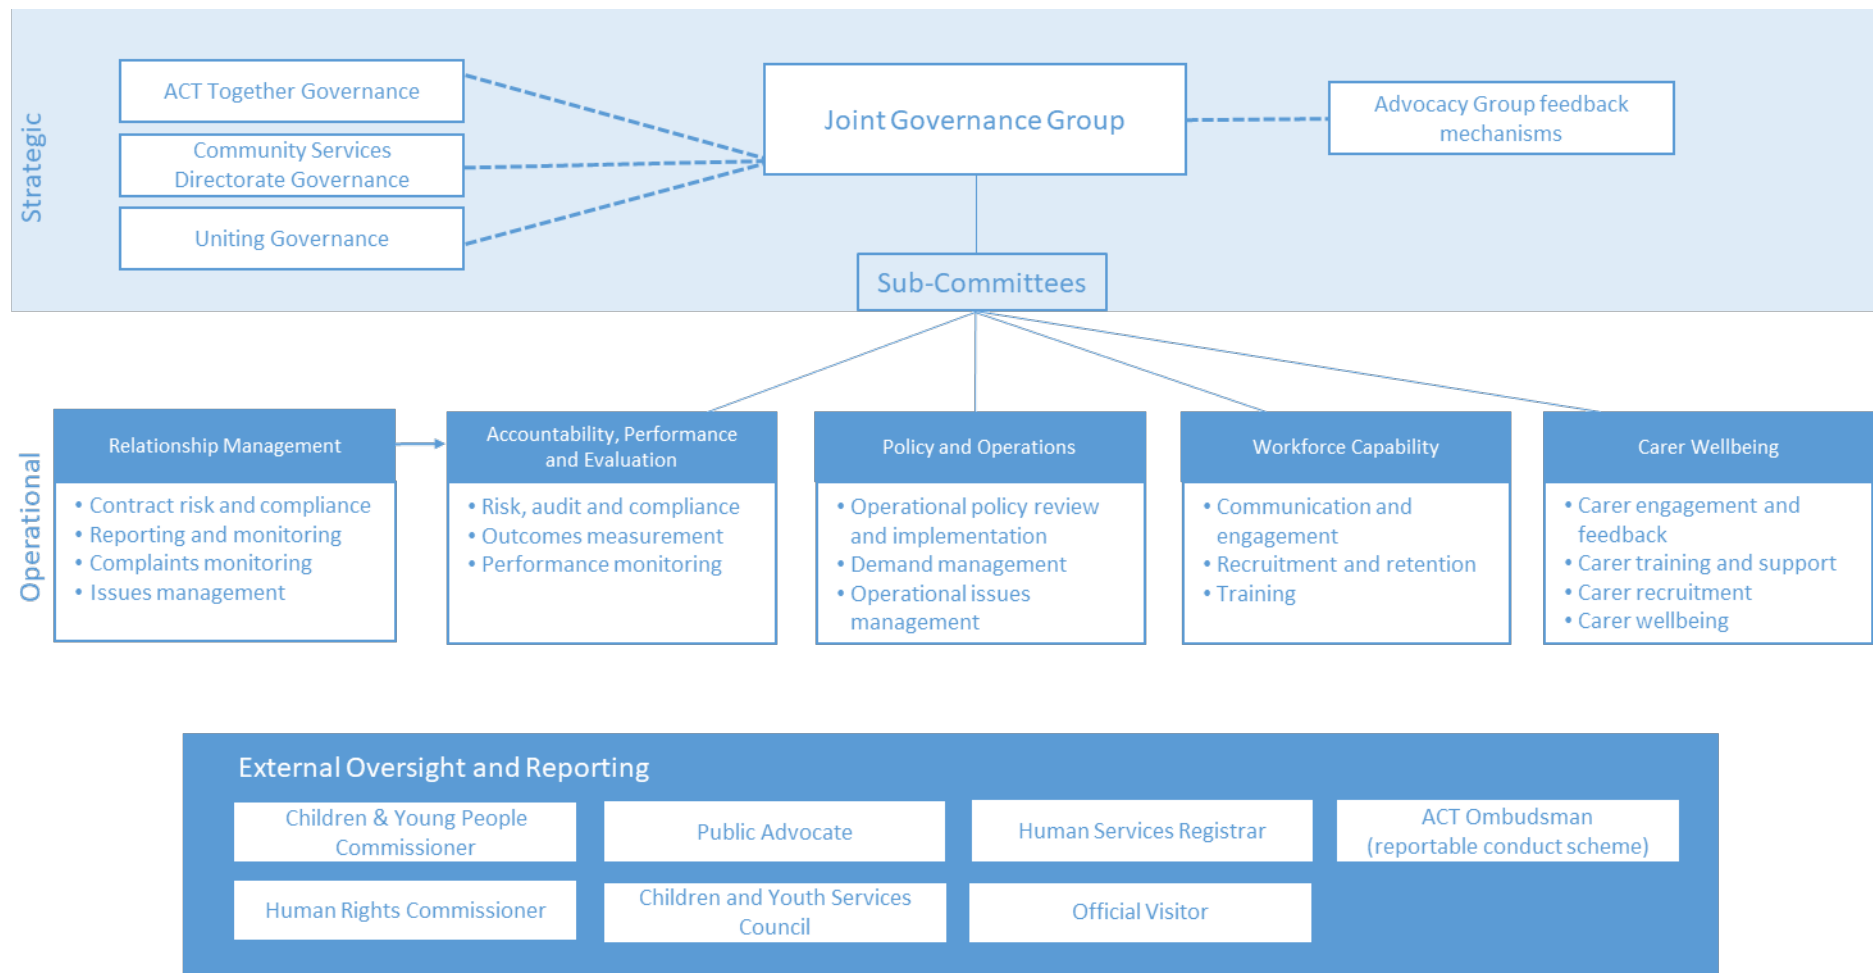 Strategic
ACT Together Governance
Community Services
Directorate Governance
Uniting Governance
Joint Governance Group
Advocacy Group feedback
mechanisms
Sub-Committees
Operational
Relationship Management
• Contract risk and compliance
• Reporting and monitoring
• Complaints monitoring
• Issues management
Accountability, Performance
and Evaluation
• Risk, audit and compliance
• Outcomes measurement
• Performance monitoring
Policy and Operations
• Operational policy review
and implementation
• Demand management
• Operational issues
management
Workforce Capability
• Communication and
engagement
• Recruitment and retention
• Training
Carer Wellbeing
• Carer engagement and
feedback
• Carer training and support
• Carer recruitment
• Carer wellbeing
External Oversight and Reporting
Children & Young People
Commissioner
Public Advocate
Human Services Registrar
ACT Ombudsman
(reportable conduct scheme)
Human Rights Commissioner
Children and Youth Services
Council
Official Visitor